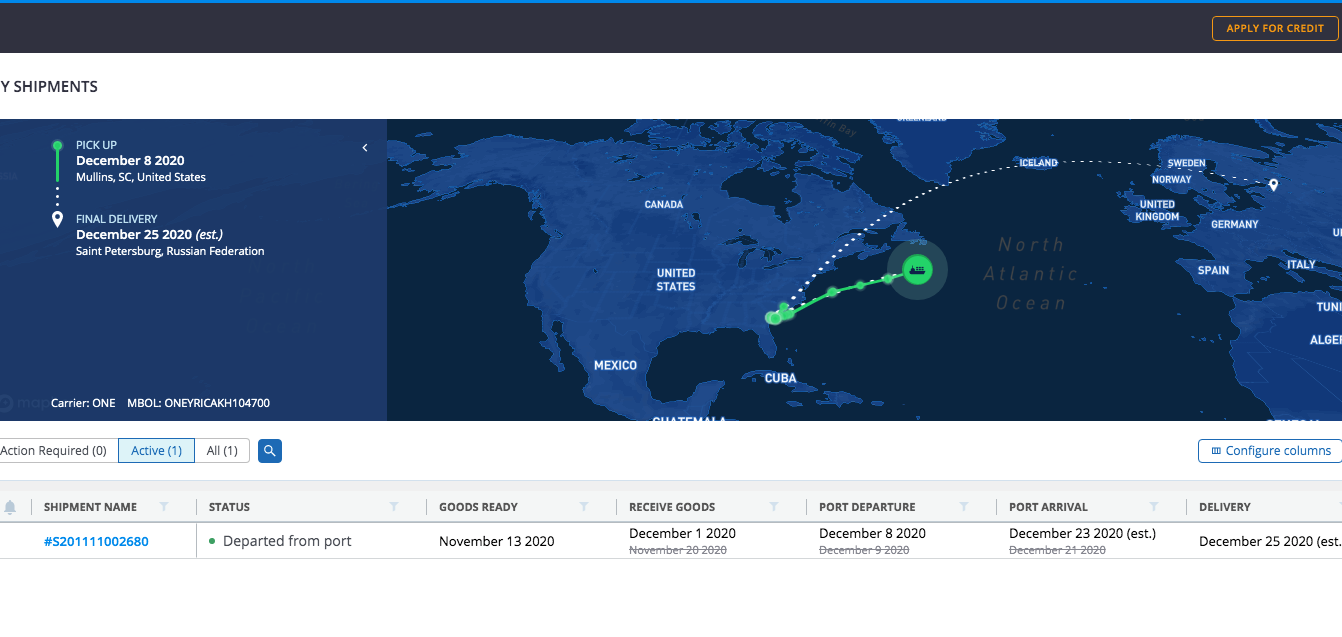 APPLY FOR CREDIT
Y SHIPMENTS
PICK UP
December 8 2020
Mullins, SC, United States
FINAL DELIVERY
December 25 2020 (est.)
Saint Petersburg, Russian Federation
Carrier: ONE MBOL: ONEYRICAKH104700
GREENLAND
ICELAND
SWEDEN
NORWAY
CANADA
UNITED
KINGDOM
GERMANY
North
Atlantic
Ocean
UNITED
STATES
SPAIN
ITALY
TUNI
ALGER
MEXICO
CUBA
GUATEMALA
Action Required (0) Active (1) All (1)
Configure columns
SHIPMENT NAME STATUS GOODS READY RECEIVE GOODS PORT DEPARTURE PORT ARRIVAL DELIVERY
#S201111002680 Departed from port November 13 2020 December 1 2020 December 8 2020 December 23 2020 (est.) December 25 2020 (est.
November 20 2020 December 9 2020 December 21 2020